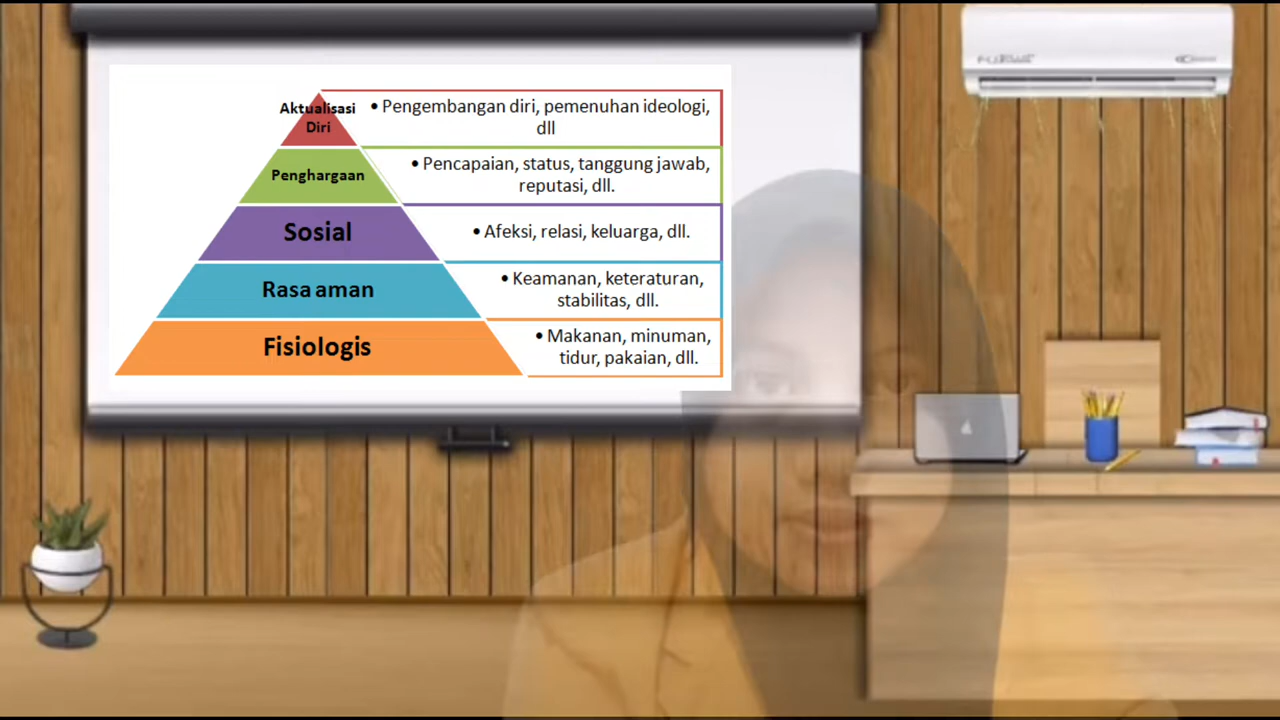 Aktualisasi
Diri
• Pengembangan diri, pemenuhan ideologi,
dll
Penghargaan
• Pencapaian, status, tanggung jawab,
reputasi, dll.
Sosial
• Afeksi, relasi, keluarga, dll.
Rasa aman
• Keamanan, keteraturan,
stabilitas, dll.
Fisiologis
• Makanan, minuman,
tidur, pakaian, dll.